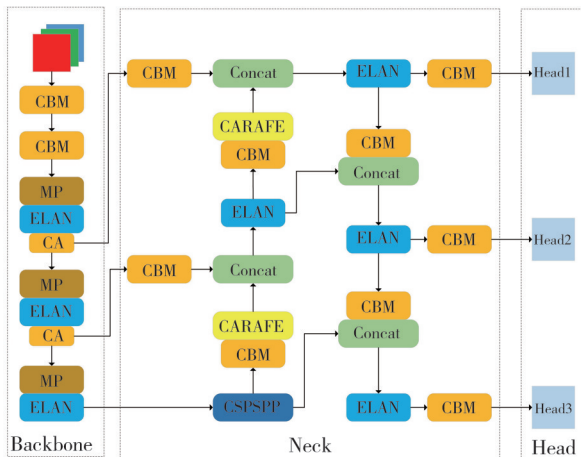 CBM
CBM
MP
ELAN
CA
MP
ELAN
CA
MP
ELAN
Backbone
CBM
Concat
ELAN
CBM
CARAFE
CBM
CBM
Concat
ELAN
ELAN
CBM
CBM
Concat
CBM
CARAFE
Concat
CBM
CSPSPP
ELAN
CBM
Neck
Head1
Head2
Head3
Head